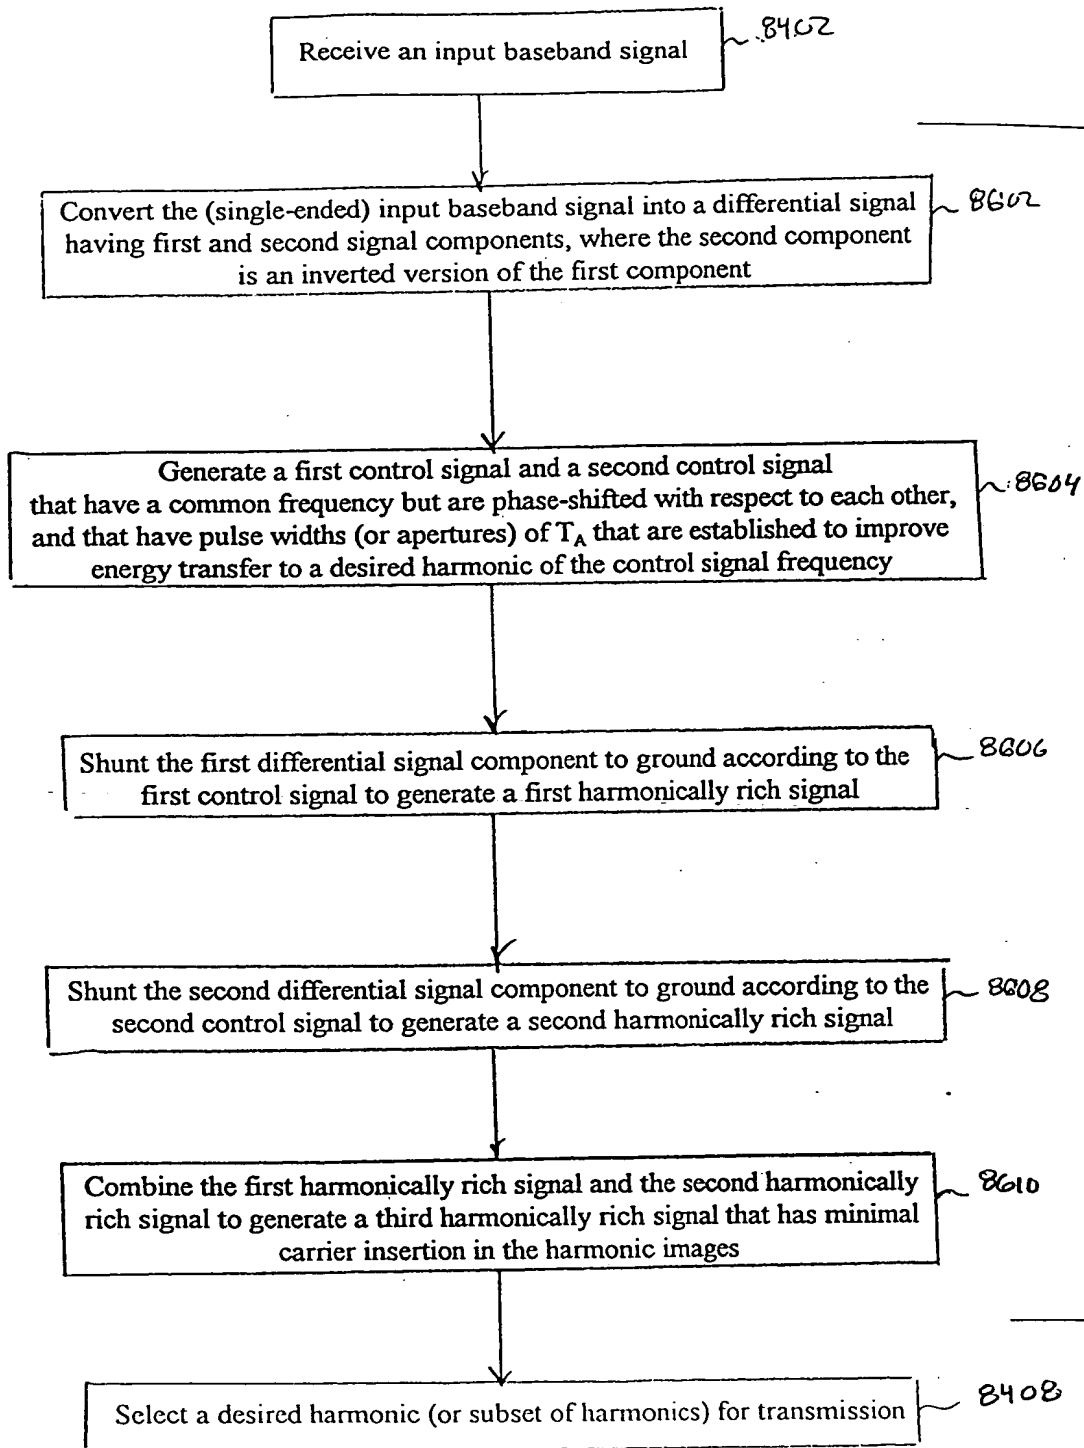 Receive an input baseband signal
8402
Convert the (single-ended) input baseband signal into a differential signal
having first and second signal components, where the second component
is an inverted version of the first component
8602
Generate a first control signal and a second control signal
that have a common frequency but are phase-shifted with respect to each other,
and that have pulse widths (or apertures) of T_A that are established to improve
energy transfer to a desired harmonic of the control signal frequency
8604
Shunt the first differential signal component to ground according to the
first control signal to generate a first harmonically rich signal
8606
Shunt the second differential signal component to ground according to the
second control signal to generate a second harmonically rich signal
8608
Combine the first harmonically rich signal and the second harmonically
rich signal to generate a third harmonically rich signal that has minimal
carrier insertion in the harmonic images
8610
Select a desired harmonic (or subset of harmonics) for transmission
8408